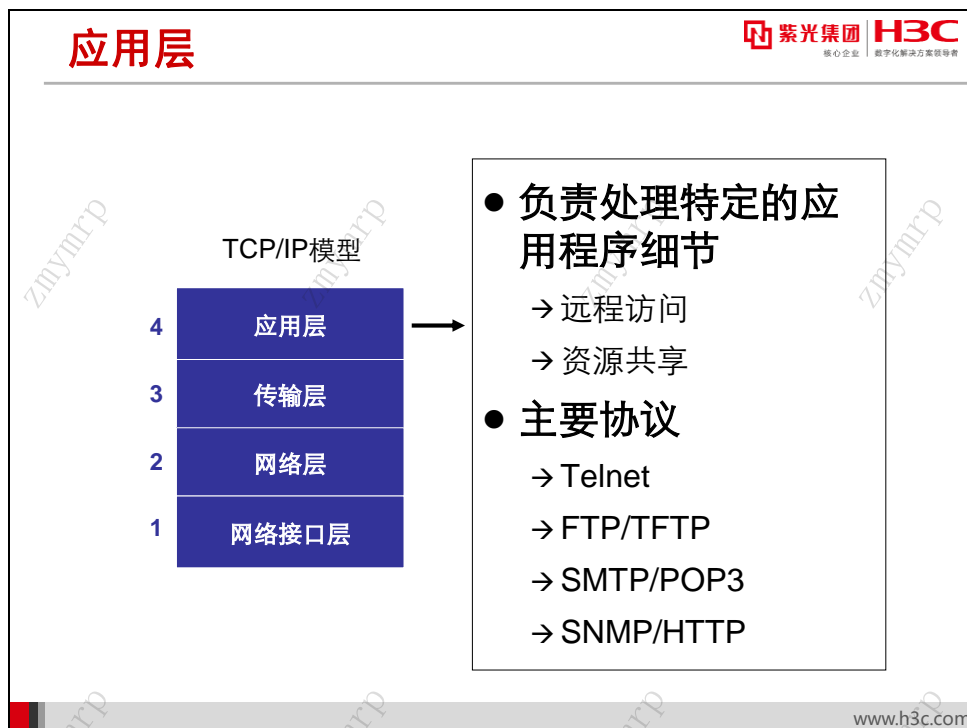 应用层
紫光集团 H3C
核心企业 数字化解决方案领导者
TCP/IP模型
4 应用层
3 传输层
2 网络层
1 网络接口层
● 负责处理特定的应
用程序细节
→ 远程访问
→ 资源共享
● 主要协议
→ Telnet
→ FTP/TFTP
→ SMTP/POP3
→ SNMP/HTTP
zmymrp
zmymrp
zmymrp
zmymrp
www.h3c.com